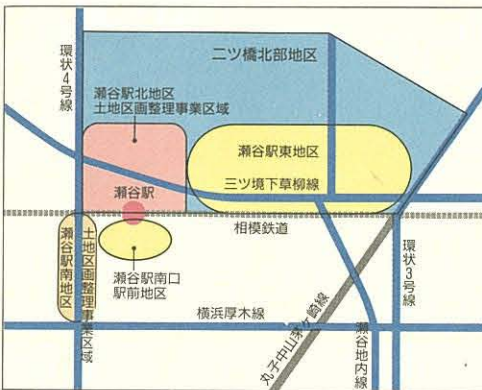 環状4号線
二ツ橋北部地区
瀬谷駅北地区
土地区画整理事業区域
瀬谷駅東地区
三ツ境下草柳線
瀬谷駅
相模鉄道
瀬谷駅南地区
土地区画整理事業区域
瀬谷駅南口
駅前地区
環状3号線
横浜厚木線
丸子中山茅ケ崎線
瀬谷地内線